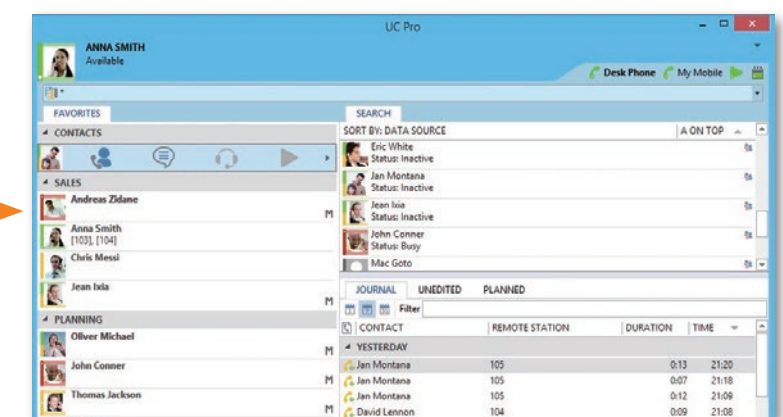 UC Pro
ANNA SMITH
Available
Desk Phone My Mobile
FAVORITES
CONTACTS
SALES
Andreas Zidane
M
Anna Smith
[103], [104]
Chris Messi
Jean Ixia
M
PLANNING
Oliver Michael
M
John Conner
M
Thomas Jackson
M
SEARCH
SORT BY: DATA SOURCE A ON TOP
Eric White
Status: Inactive
Jan Montana
Status: Inactive
Jean Ixia
Status: Inactive
John Conner
Status: Busy
Mac Goto
JOURNAL UNEDITED PLANNED
Filter
CONTACT REMOTE STATION DURATION TIME
YESTERDAY
Jan Montana 105 0:13 21:20
Jan Montana 105 0:07 21:18
Jan Montana 105 0:12 21:09
David Lennon 104 0:09 21:08